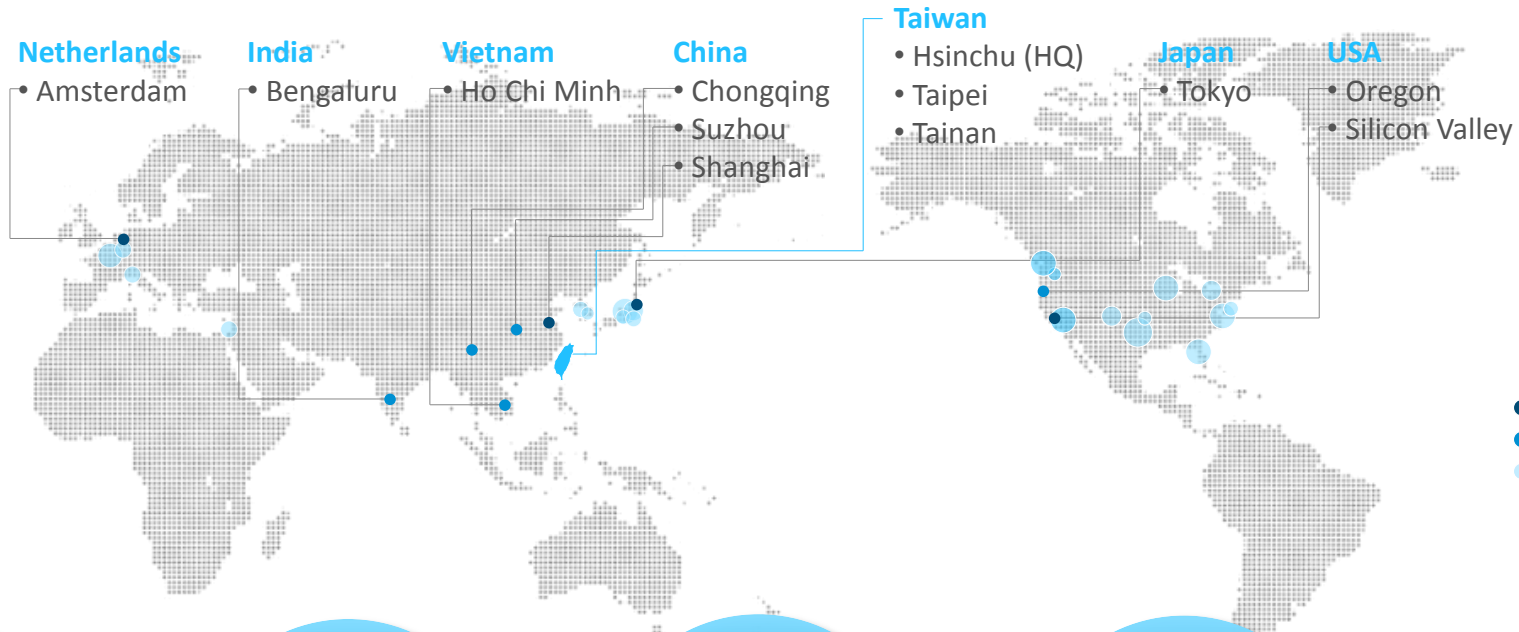 Netherlands
• Amsterdam
India
• Bengaluru
Vietnam
• Ho Chi Minh
China
• Chongqing
• Suzhou
• Shanghai
Taiwan
• Hsinchu (HQ)
• Taipei
• Tainan
Japan
• Tokyo
USA
• Oregon
• Silicon Valley